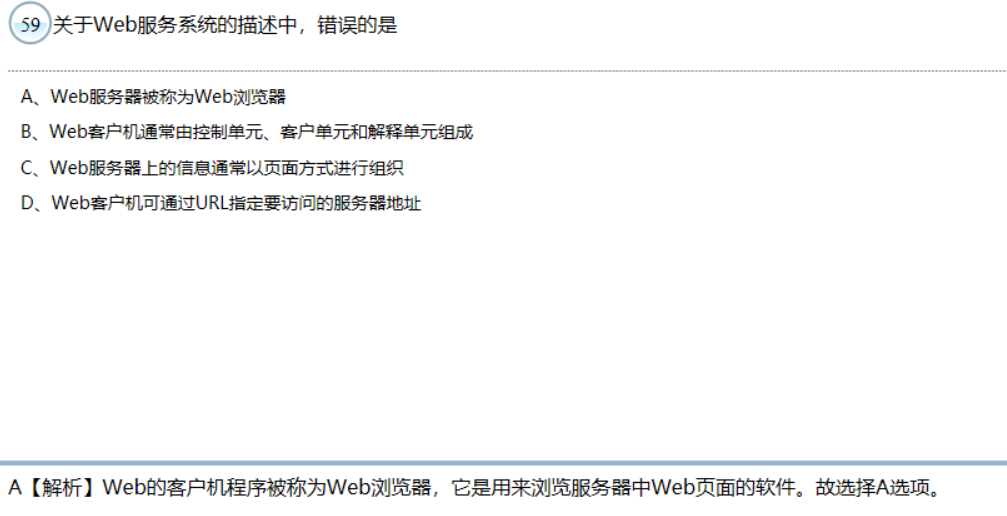 59 关于Web服务系统的描述中，错误的是
A、Web服务器被称为Web浏览器
B、Web客户机通常由控制单元、客户单元和解释单元组成
C、Web服务器上的信息通常以页面方式进行组织
D、Web客户机可通过URL指定要访问的服务器地址
A【解析】Web的客户机程序被称为Web浏览器，它是用来浏览服务器中Web页面的软件。故选择A选项。